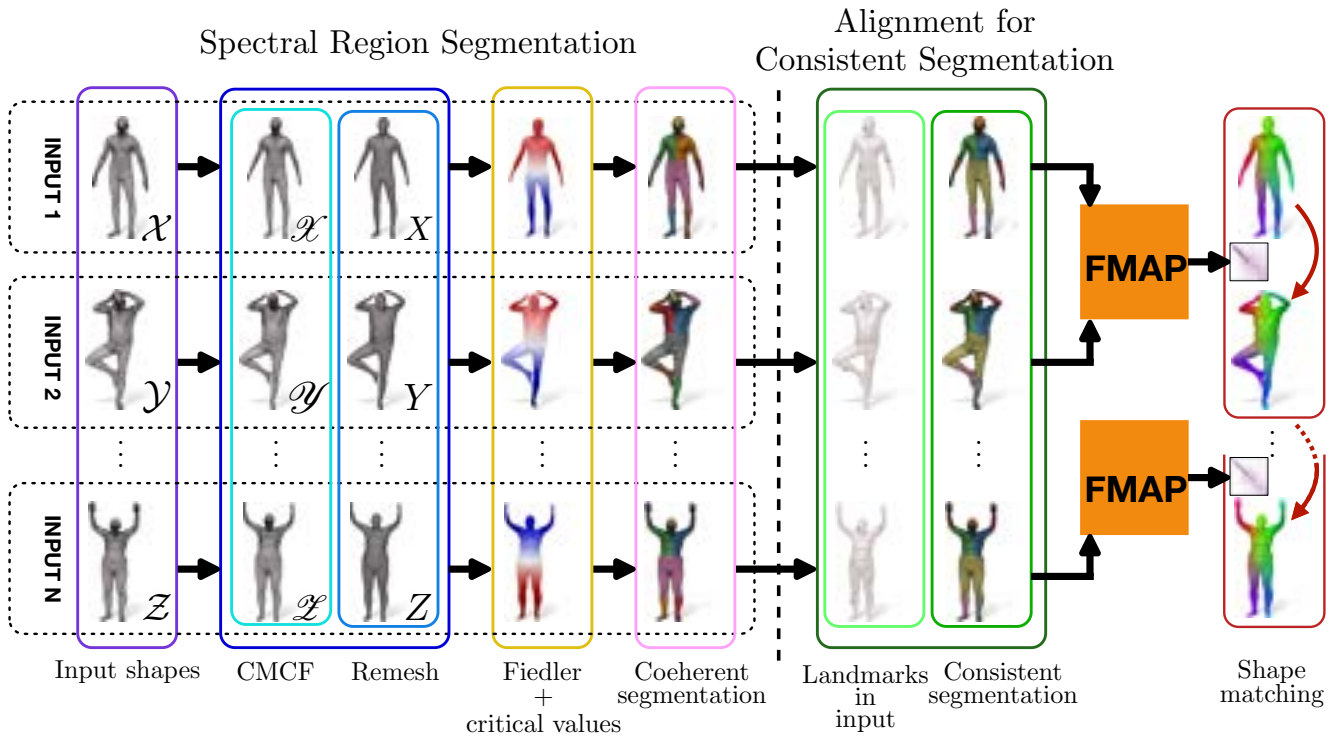 Spectral Region Segmentation
Alignment for
Consistent Segmentation
INPUT 1
𝒳
𝒳
X
FMAP
INPUT 2
𝒴
𝒴
Y
⋮ ⋮ ⋮ ⋮ ⋮ ⋮ ⋮ ⋮
FMAP
INPUT N
𝒵
𝒵
Z
Input shapes
CMCF
Remesh
Fiedler
+
critical values
Coeherent
segmentation
Landmarks
in
input
Consistent
segmentation
Shape
matching